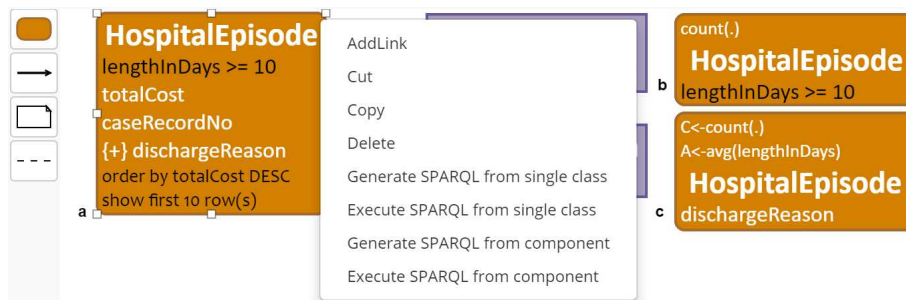 HospitalEpisode
lengthInDays >= 10
totalCost
caseRecordNo
{+} dischargeReason
order by totalCost DESC
show first 10 row(s)
a
AddLink
Cut
Copy
Delete
Generate SPARQL from single class
Execute SPARQL from single class
Generate SPARQL from component
Execute SPARQL from component
count(.)
HospitalEpisode
lengthInDays >= 10
b
C<-count(.)
A<-avg(lengthInDays)
HospitalEpisode
dischargeReason
c